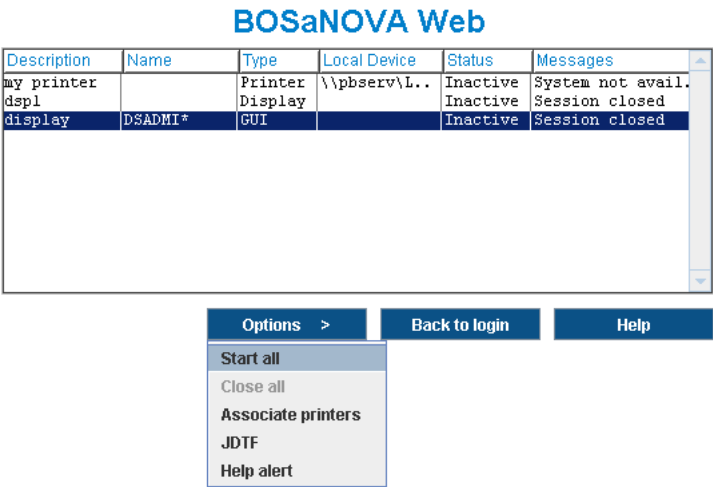 BOSaNOVA Web
Description Name Type Local Device Status Messages
my printer Printer \\pbserv\L.. Inactive System not avail.
dspl Display Inactive Session closed
display DSADMI* GUI Inactive Session closed
Options > Back to login Help
Start all
Close all
Associate printers
JDTF
Help alert